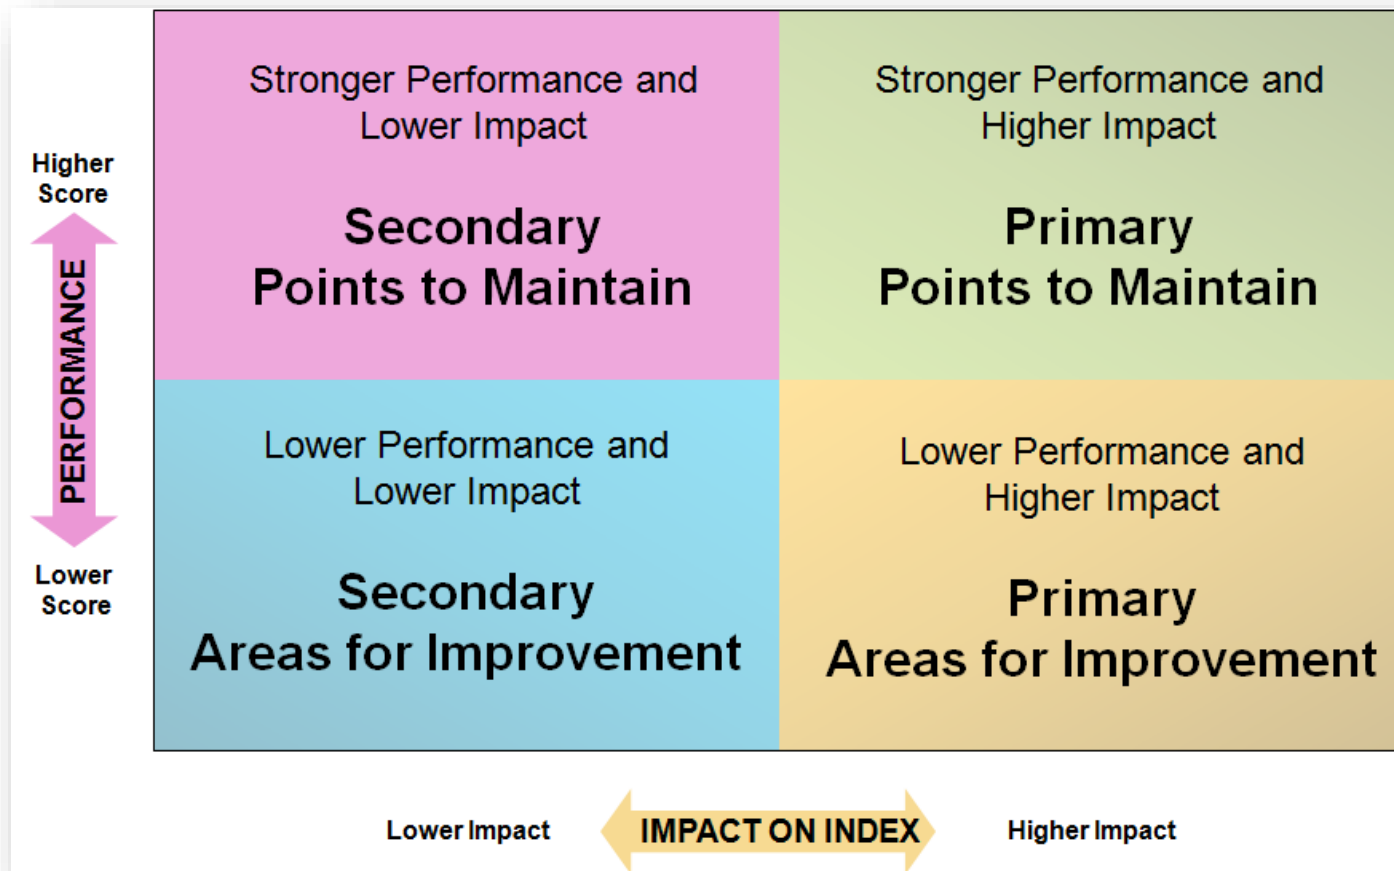 Stronger Performance and
Lower Impact
Secondary
Points to Maintain
Stronger Performance and
Higher Impact
Primary
Points to Maintain
Higher
Score
PERFORMANCE
Lower
Score
Lower Performance and
Lower Impact
Secondary
Areas for Improvement
Lower Performance and
Higher Impact
Primary
Areas for Improvement
Lower Impact
IMPACT ON INDEX
Higher Impact